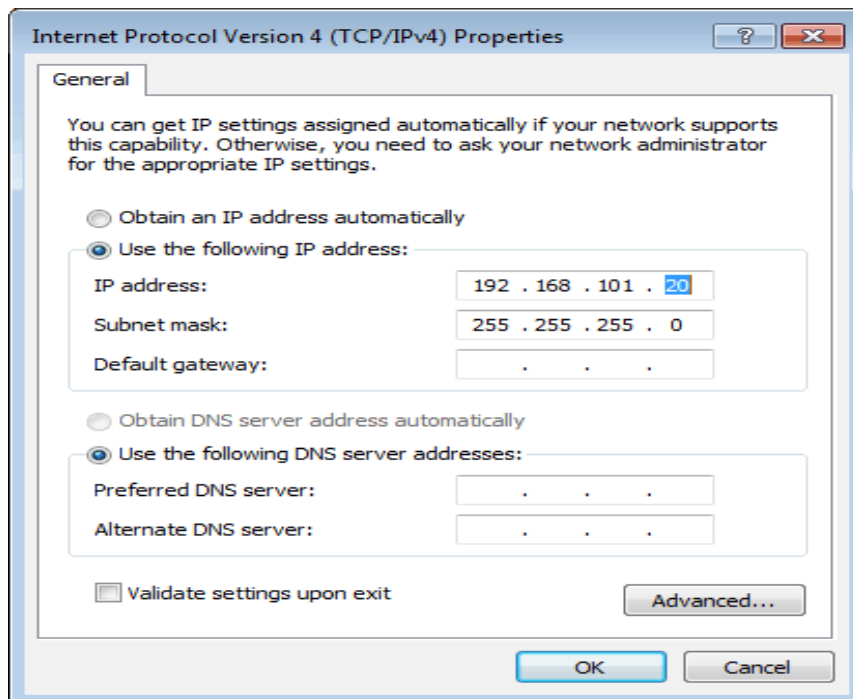 Internet Protocol Version 4 (TCP/IPv4) Properties
General
You can get IP settings assigned automatically if your network supports
this capability. Otherwise, you need to ask your network administrator
for the appropriate IP settings.
Obtain an IP address automatically
Use the following IP address:
IP address: 192 . 168 . 101 . 20
Subnet mask: 255 . 255 . 255 . 0
Default gateway: . . .
Obtain DNS server address automatically
Use the following DNS server addresses:
Preferred DNS server: . . .
Alternate DNS server: . . .
Validate settings upon exit
Advanced...
OK Cancel